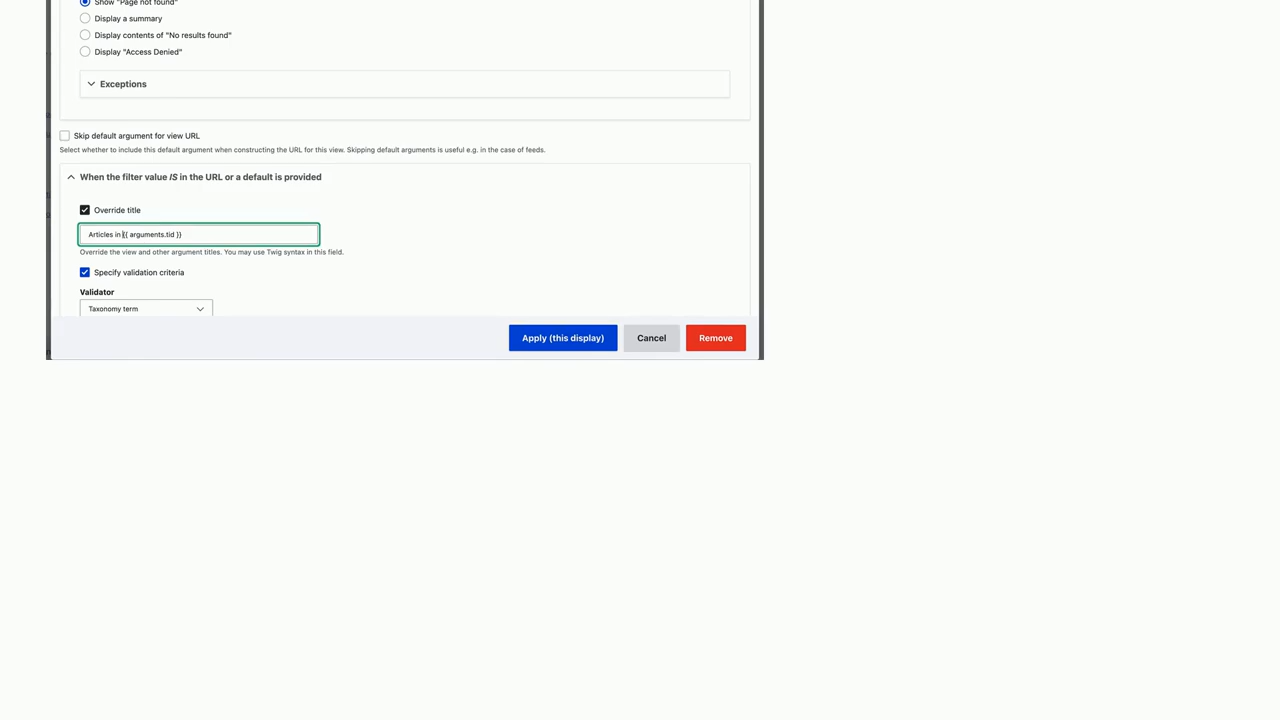 Show "Page not found"
Display a summary
Display contents of "No results found"
Display "Access Denied"
Exceptions
Skip default argument for view URL
Select whether to include this default argument when constructing the URL for this view. Skipping default arguments is useful e.g. in the case of feeds.
When the filter value IS in the URL or a default is provided
Override title
Articles in {{ arguments.tid }}
Override the view and other argument titles. You may use Twig syntax in this field.
Specify validation criteria
Validator
Taxonomy term
Apply (this display)
Cancel
Remove